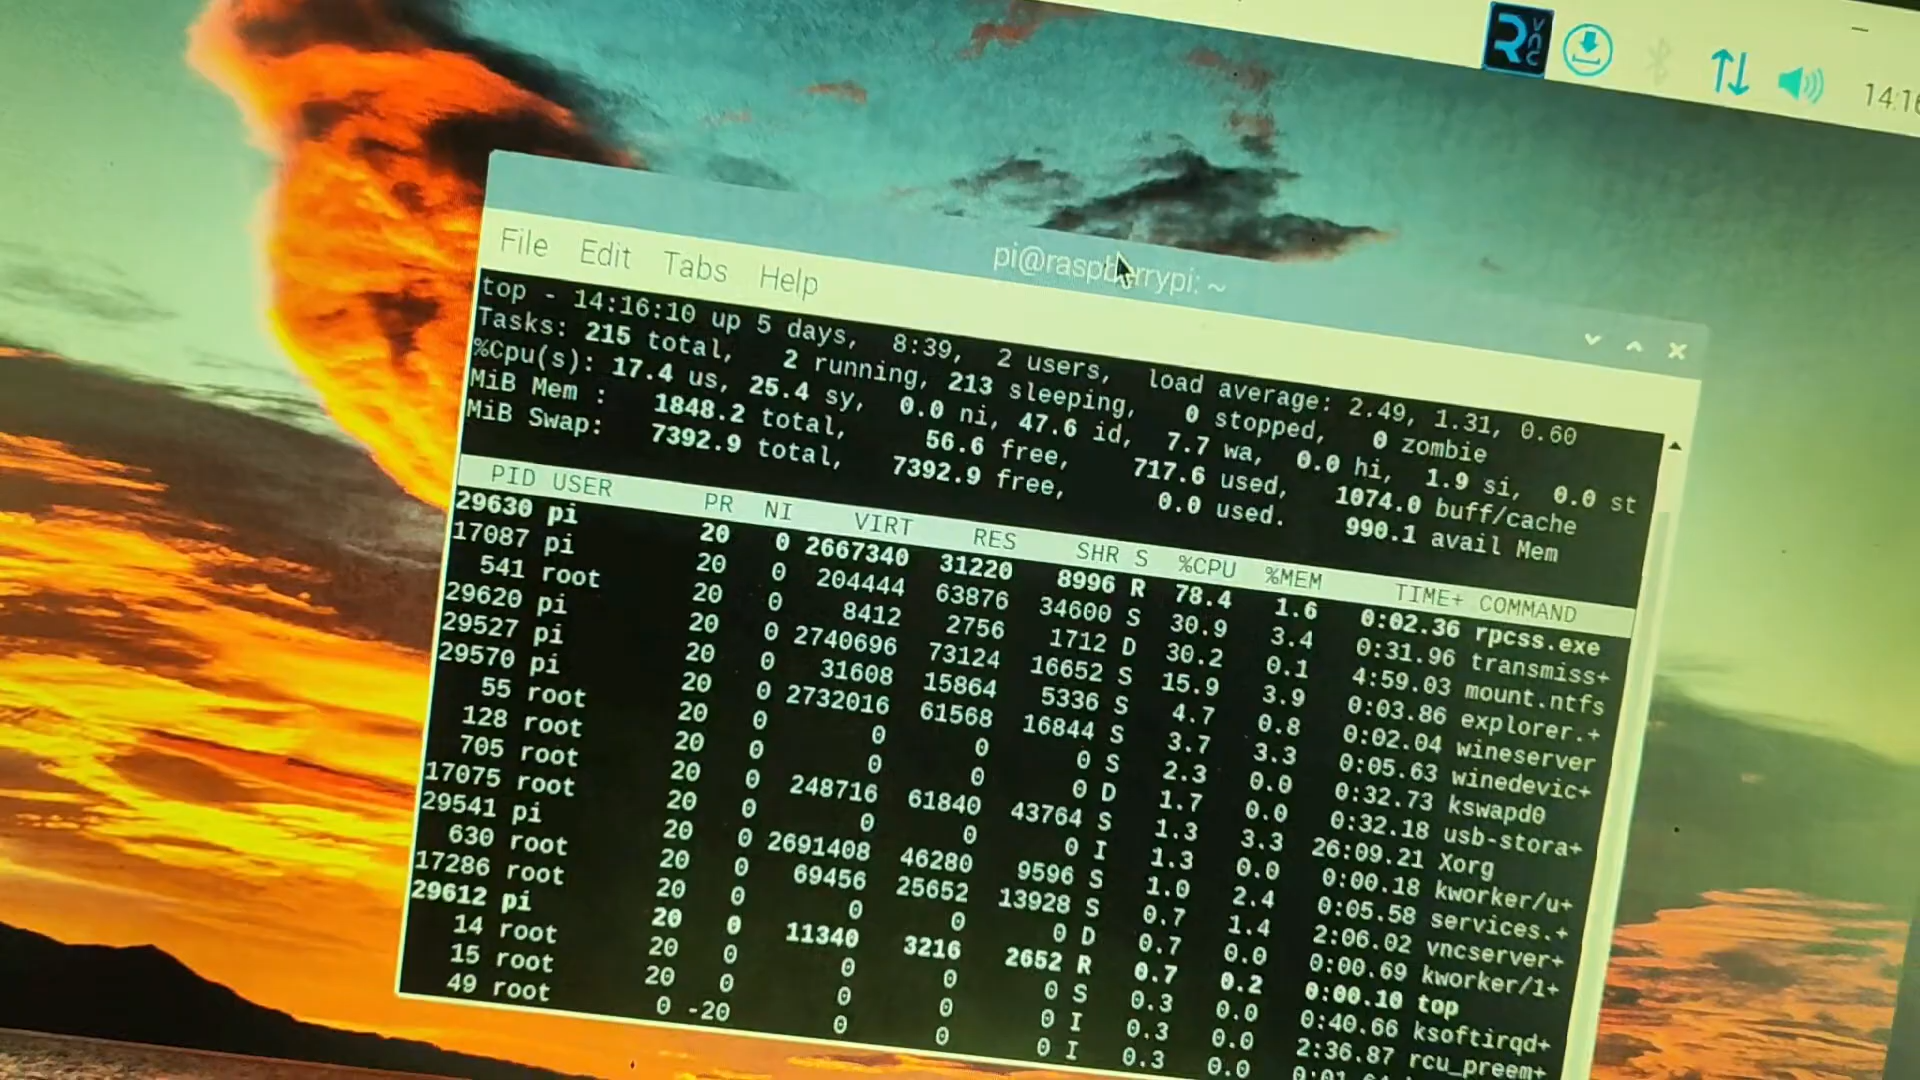 VNC
14:16
pi@raspberrypi: ~
File Edit Tabs Help
top - 14:16:10 up 5 days, 8:39, 2 users, load average: 2.49, 1.31, 0.60
Tasks: 215 total, 2 running, 213 sleeping, 0 stopped, 0 zombie
%Cpu(s): 17.4 us, 25.4 sy, 0.0 ni, 47.6 id, 7.7 wa, 0.0 hi, 1.9 si, 0.0 st
MiB Mem : 1848.2 total, 56.6 free, 717.6 used, 1074.0 buff/cache
MiB Swap: 7392.9 total, 7392.9 free, 0.0 used. 990.1 avail Mem
PID USER PR NI VIRT RES SHR S %CPU %MEM TIME+ COMMAND
29630 pi 20 0 2667340 31220 8996 R 78.4 1.6 0:02.36 rpcss.exe
17087 pi 20 0 204444 63876 34600 S 30.9 3.4 0:31.96 transmiss+
541 root 20 0 8412 2756 1712 D 30.2 0.1 4:59.03 mount.ntfs
29620 pi 20 0 2740696 73124 16652 S 15.9 3.9 0:03.86 explorer.+
29527 pi 20 0 31608 15864 5336 S 4.7 0.8 0:02.04 wineserver
29570 pi 20 0 2732016 61568 16844 S 3.7 3.3 0:05.63 winedevic+
55 root 20 0 0 0 0 S 2.3 0.0 0:32.73 kswapd0
128 root 20 0 0 0 0 D 1.7 0.0 0:32.18 usb-stora+
705 root 20 0 248716 61840 43764 S 1.3 3.3 26:09.21 Xorg
17075 root 20 0 0 0 0 I 1.3 0.0 0:00.18 kworker/u+
29541 pi 20 0 2691408 46280 9596 S 1.0 2.4 0:05.58 services.+
630 root 20 0 69456 25652 13928 S 0.7 1.4 2:06.02 vncserver+
17286 root 20 0 0 0 0 D 0.7 0.0 0:00.69 kworker/1+
29612 pi 20 0 11340 3216 2652 R 0.7 0.2 0:00.10 top
14 root 20 0 0 0 0 S 0.3 0.0 0:40.66 ksoftirqd+
15 root 20 0 0 0 0 I 0.3 0.0 2:36.87 rcu_preem+
49 root 0 -20 0 0 0 I 0.3 0.0